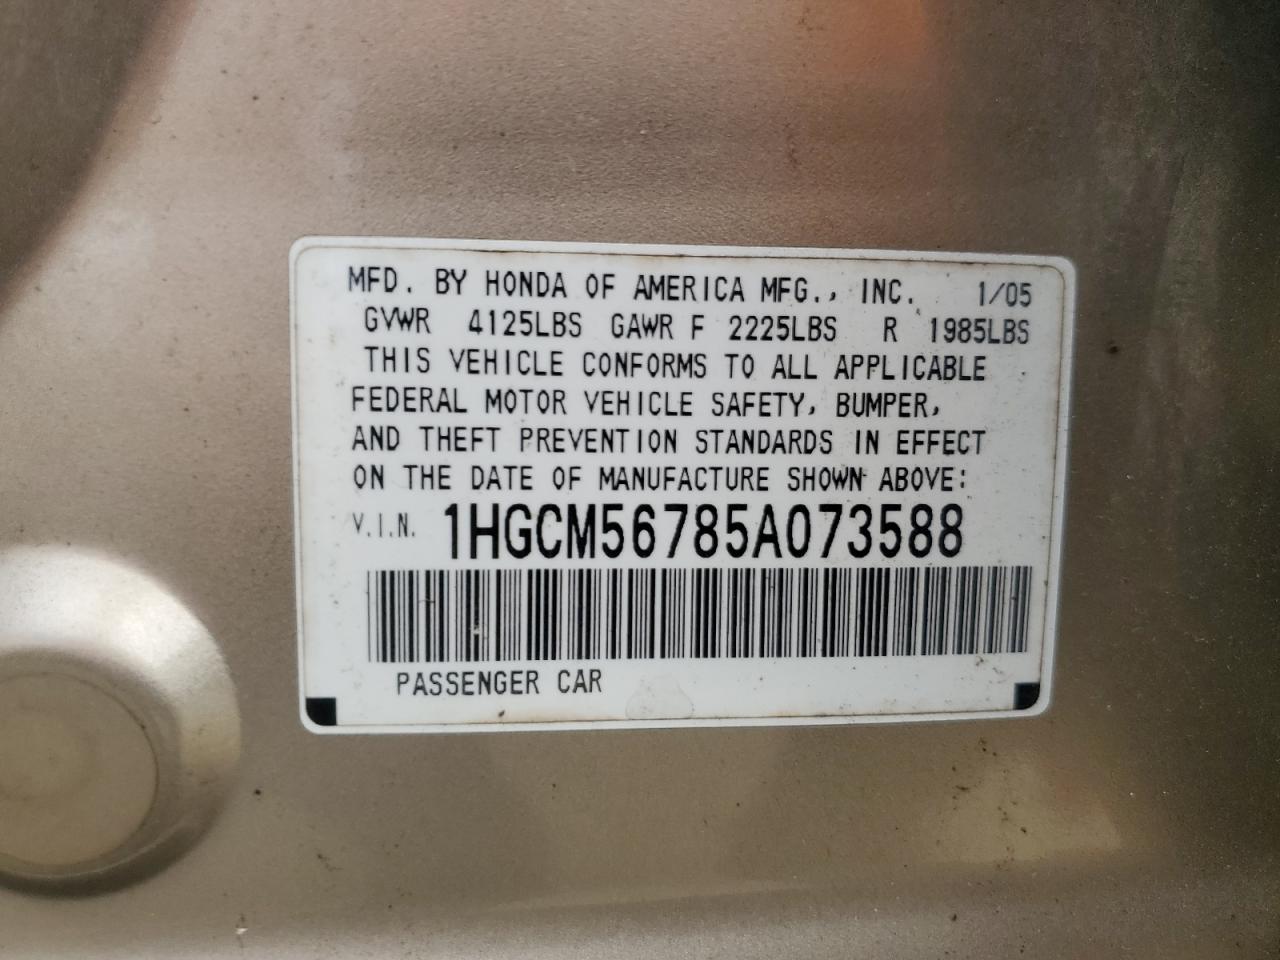 MFD. BY HONDA OF AMERICA MFG., INC. 1/05
GVWR 4125LBS GAWR F 2225LBS R 1985LBS
THIS VEHICLE CONFORMS TO ALL APPLICABLE
FEDERAL MOTOR VEHICLE SAFETY, BUMPER,
AND THEFT PREVENTION STANDARDS IN EFFECT
ON THE DATE OF MANUFACTURE SHOWN ABOVE:
V.I.N. 1HGCM56785A073588
PASSENGER CAR